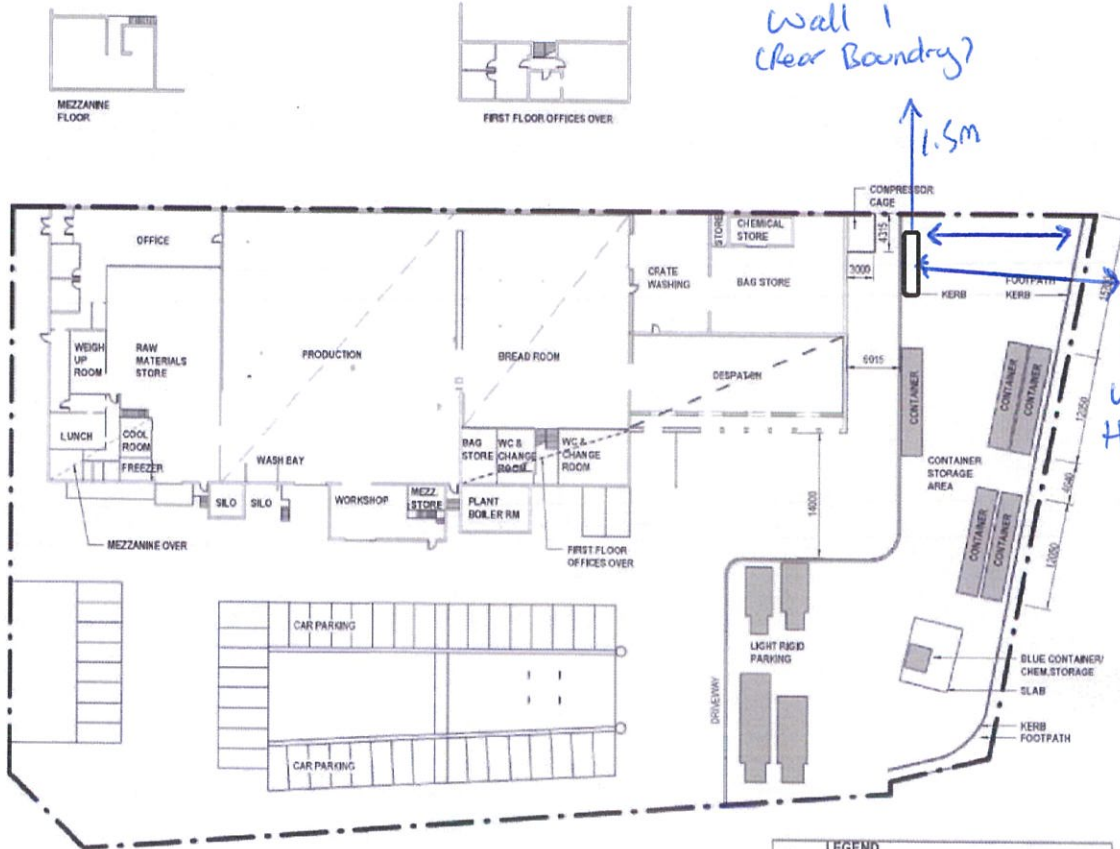 Wall 1
(Rear Boundry)
1.5m
MEZZANINE
FLOOR
FIRST FLOOR OFFICES OVER
COMPRESSOR
CAGE
4315
3000
OFFICE
STORE
CHEMICAL
STORE
CRATE
WASHING
BAG STORE
FOOTPATH
KERB
KERB
WEIGH
UP
ROOM
RAW
MATERIALS
STORE
PRODUCTION
BREAD ROOM
DESPATCH
6015
CONTAINER
CONTAINER
CONTAINER
12050
LUNCH
COOL
ROOM
FREEZER
WASH BAY
BAG
STORE
WC &
CHANGE
ROOM
WC &
CHANGE
ROOM
CONTAINER
STORAGE
AREA
SILO
SILO
WORKSHOP
MEZZ.
STORE
PLANT
BOILER RM
14000
CONTAINER
CONTAINER
MEZZANINE OVER
FIRST FLOOR
OFFICES OVER
CAR PARKING
LIGHT RIGID
PARKING
BLUE CONTAINER/
CHEM.STORAGE
SLAB
DRIVEWAY
KERB
FOOTPATH
CAR PARKING
LEGEND